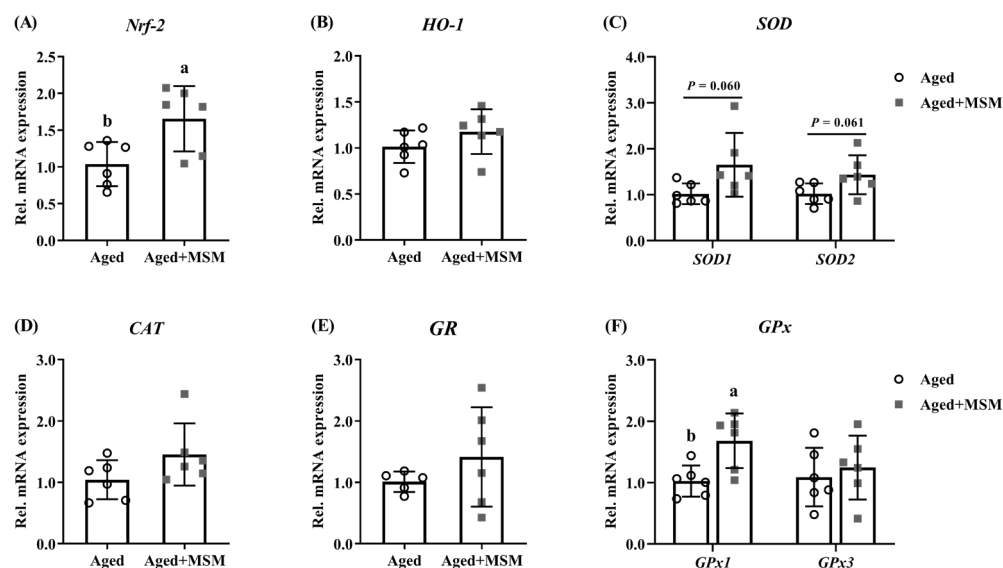 (A)
Nrf-2
Rel. mRNA expression
2.5
2.0
1.5
1.0
0.5
0.0
b
a
Aged
Aged+MSM
(B)
HO-1
Rel. mRNA expression
2.0
1.5
1.0
0.5
0.0
Aged
Aged+MSM
(C)
SOD
Rel. mRNA expression
4.0
3.0
2.0
1.0
0.0
P = 0.060
P = 0.061
SOD1
SOD2
Aged
Aged+MSM
(D)
CAT
Rel. mRNA expression
3.0
2.0
1.0
0.0
Aged
Aged+MSM
(E)
GR
Rel. mRNA expression
3.0
2.0
1.0
0.0
Aged
Aged+MSM
(F)
GPx
Rel. mRNA expression
3.0
2.0
1.0
0.0
b
a
GPx1
GPx3
Aged
Aged+MSM